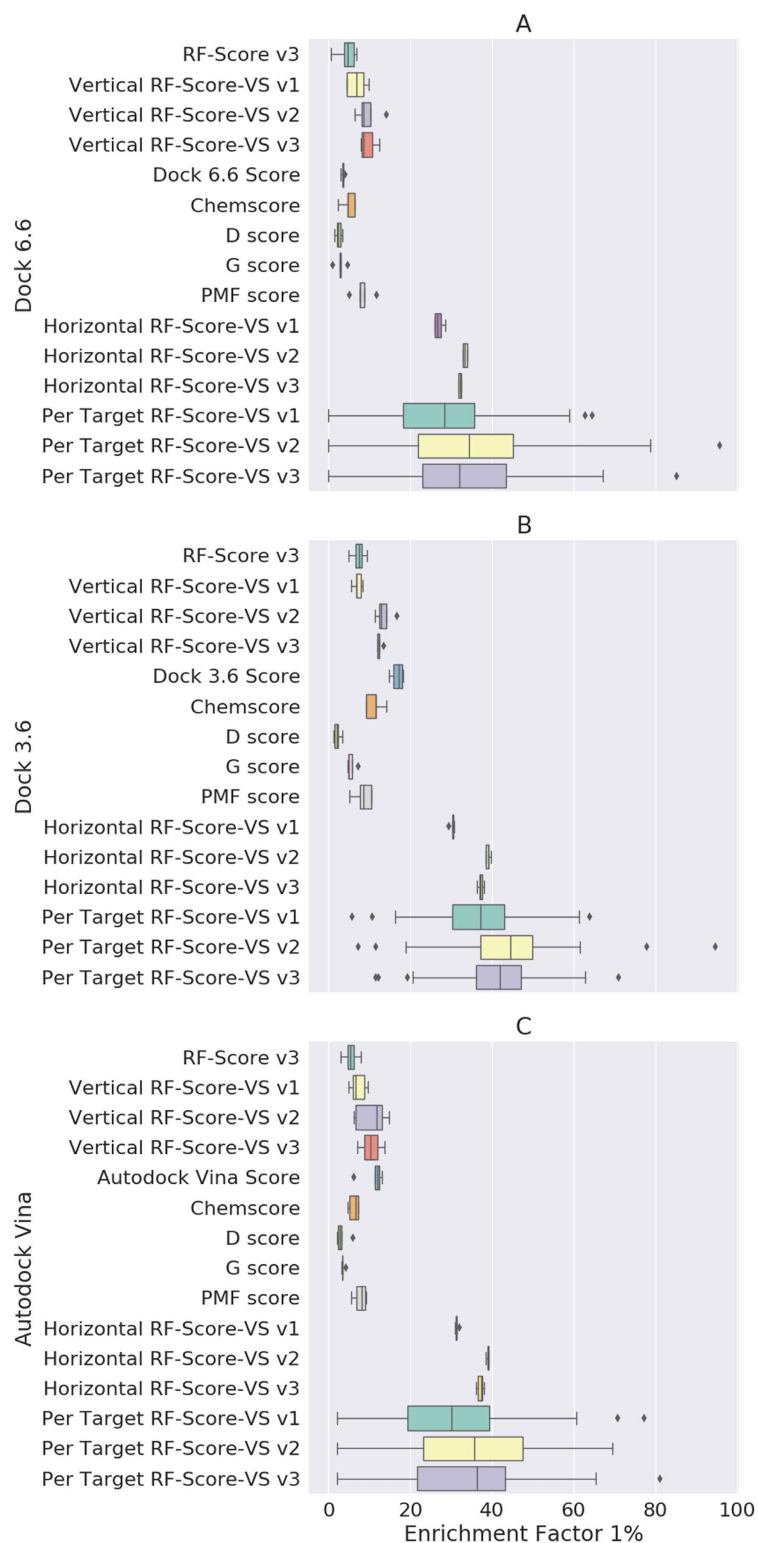 A
RF-Score v3
Vertical RF-Score-VS v1
Vertical RF-Score-VS v2
Vertical RF-Score-VS v3
Dock 6.6 Score
Chemscore
D score
G score
PMF score
Horizontal RF-Score-VS v1
Horizontal RF-Score-VS v2
Horizontal RF-Score-VS v3
Per Target RF-Score-VS v1
Per Target RF-Score-VS v2
Per Target RF-Score-VS v3
Dock 6.6
B
RF-Score v3
Vertical RF-Score-VS v1
Vertical RF-Score-VS v2
Vertical RF-Score-VS v3
Dock 3.6 Score
Chemscore
D score
G score
PMF score
Horizontal RF-Score-VS v1
Horizontal RF-Score-VS v2
Horizontal RF-Score-VS v3
Per Target RF-Score-VS v1
Per Target RF-Score-VS v2
Per Target RF-Score-VS v3
Dock 3.6
C
RF-Score v3
Vertical RF-Score-VS v1
Vertical RF-Score-VS v2
Vertical RF-Score-VS v3
Autodock Vina Score
Chemscore
D score
G score
PMF score
Horizontal RF-Score-VS v1
Horizontal RF-Score-VS v2
Horizontal RF-Score-VS v3
Per Target RF-Score-VS v1
Per Target RF-Score-VS v2
Per Target RF-Score-VS v3
Autodock Vina
0 20 40 60 80 100
Enrichment Factor 1%